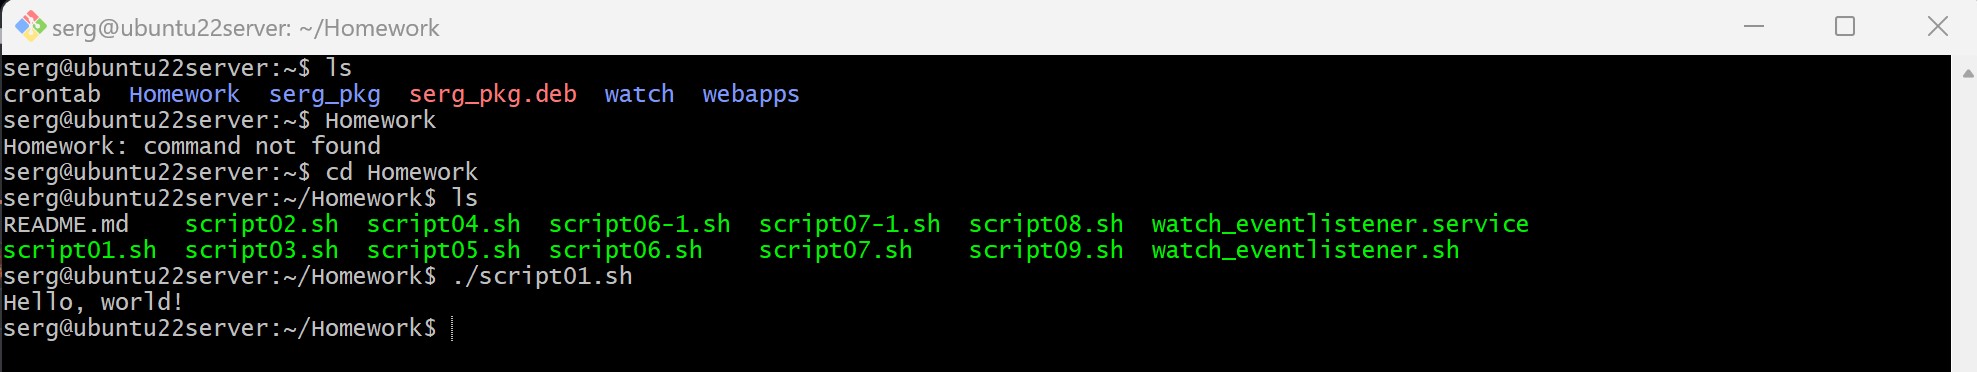 serg@ubuntu22server: ~/Homework
serg@ubuntu22server:~$ ls
crontab  Homework  serg_pkg  serg_pkg.deb  watch  webapps
serg@ubuntu22server:~$ Homework
Homework: command not found
serg@ubuntu22server:~$ cd Homework
serg@ubuntu22server:~/Homework$ ls
README.md    script02.sh  script04.sh  script06-1.sh  script07-1.sh  script08.sh  watch_eventlistener.service
script01.sh  script03.sh  script05.sh  script06.sh    script07.sh    script09.sh  watch_eventlistener.sh
serg@ubuntu22server:~/Homework$ ./script01.sh
Hello, world!
serg@ubuntu22server:~/Homework$